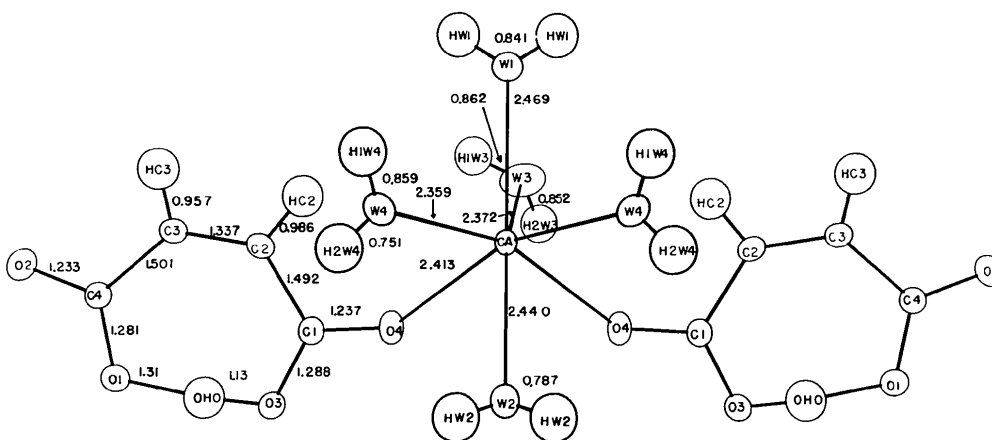 HW1 0.841 HW1
W1
0.862 2.469
H1W4 H1W3 H1W4
HC3 W3 HC3
0.859 2.359 0.852
HC2 HC2
0.957 W4 2.372 H2W3 W4
0.986 H2W4 0.751 CA H2W4
C3 1.337 C2 C2 C3
O2 1.233 1.501 2.413
C4 1.492 C4 O
1.237 2.440
1.281 C1 O4 O4 C1
1.288
O1 1.31 1.13 0.787 O1
OHO O3 W2 O3 OHO
HW2 HW2